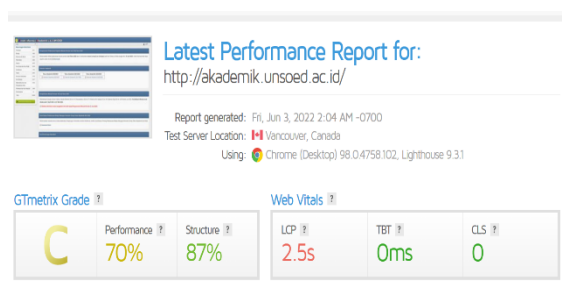 Latest Performance Report for:
http://akademik.unsoed.ac.id/
Report generated: Fri, Jun 3, 2022 2:04 AM -0700
Test Server Location: Vancouver, Canada
Using: Chrome (Desktop) 98.0.4758.102, Lighthouse 9.3.1
GTmetrix Grade ?
Web Vitals ?
C
Performance ?
70%
Structure ?
87%
LCP ?
2.5s
TBT ?
0ms
CLS ?
0